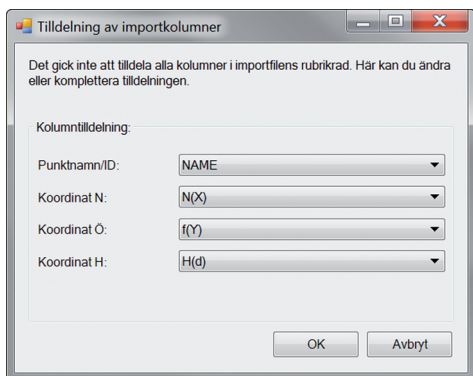 Tilldelning av importkolumner
Det gick inte att tilldela alla kolumner i importfilens rubrikrad. Här kan du ändra
eller komplettera tilldelningen.
Kolumntilldelning:
Punktnamn/ID: NAME
Koordinat N: N(X)
Koordinat Ö: f(Y)
Koordinat H: H(d)
OK Avbryt